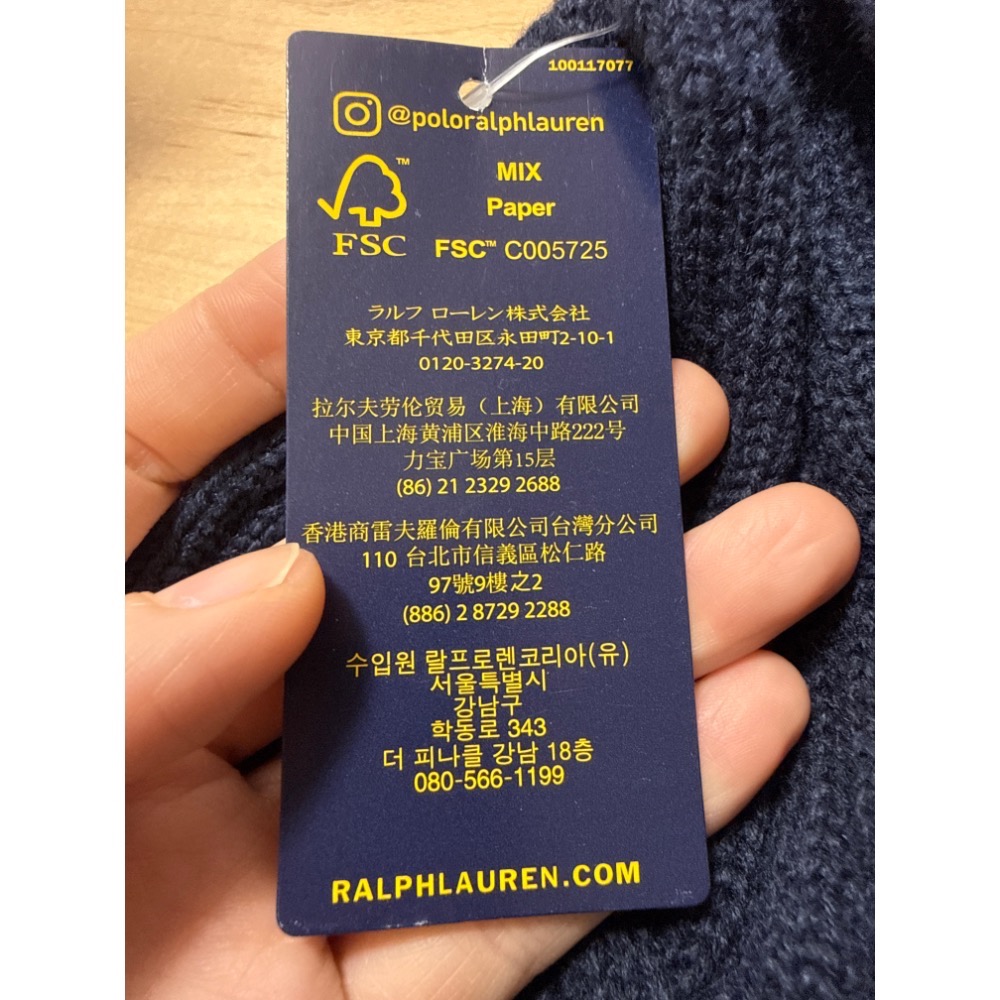 100117077
@poloralphlauren
MIX
Paper
FSC™ C005725
™
FSC
ラルフ ローレン株式会社
東京都千代田区永田町2-10-1
0120-3274-20
拉尔夫劳伦贸易（上海）有限公司
中国上海黄浦区淮海中路222号
力宝广场第15层
(86) 21 2329 2688
香港商雷夫羅倫有限公司台灣分公司
110 台北市信義區松仁路
97號9樓之2
(886) 2 8729 2288
수입원 랄프로렌코리아(유)
서울특별시
강남구
학동로 343
더 피나클 강남 18층
080-566-1199
RALPHLAUREN.COM